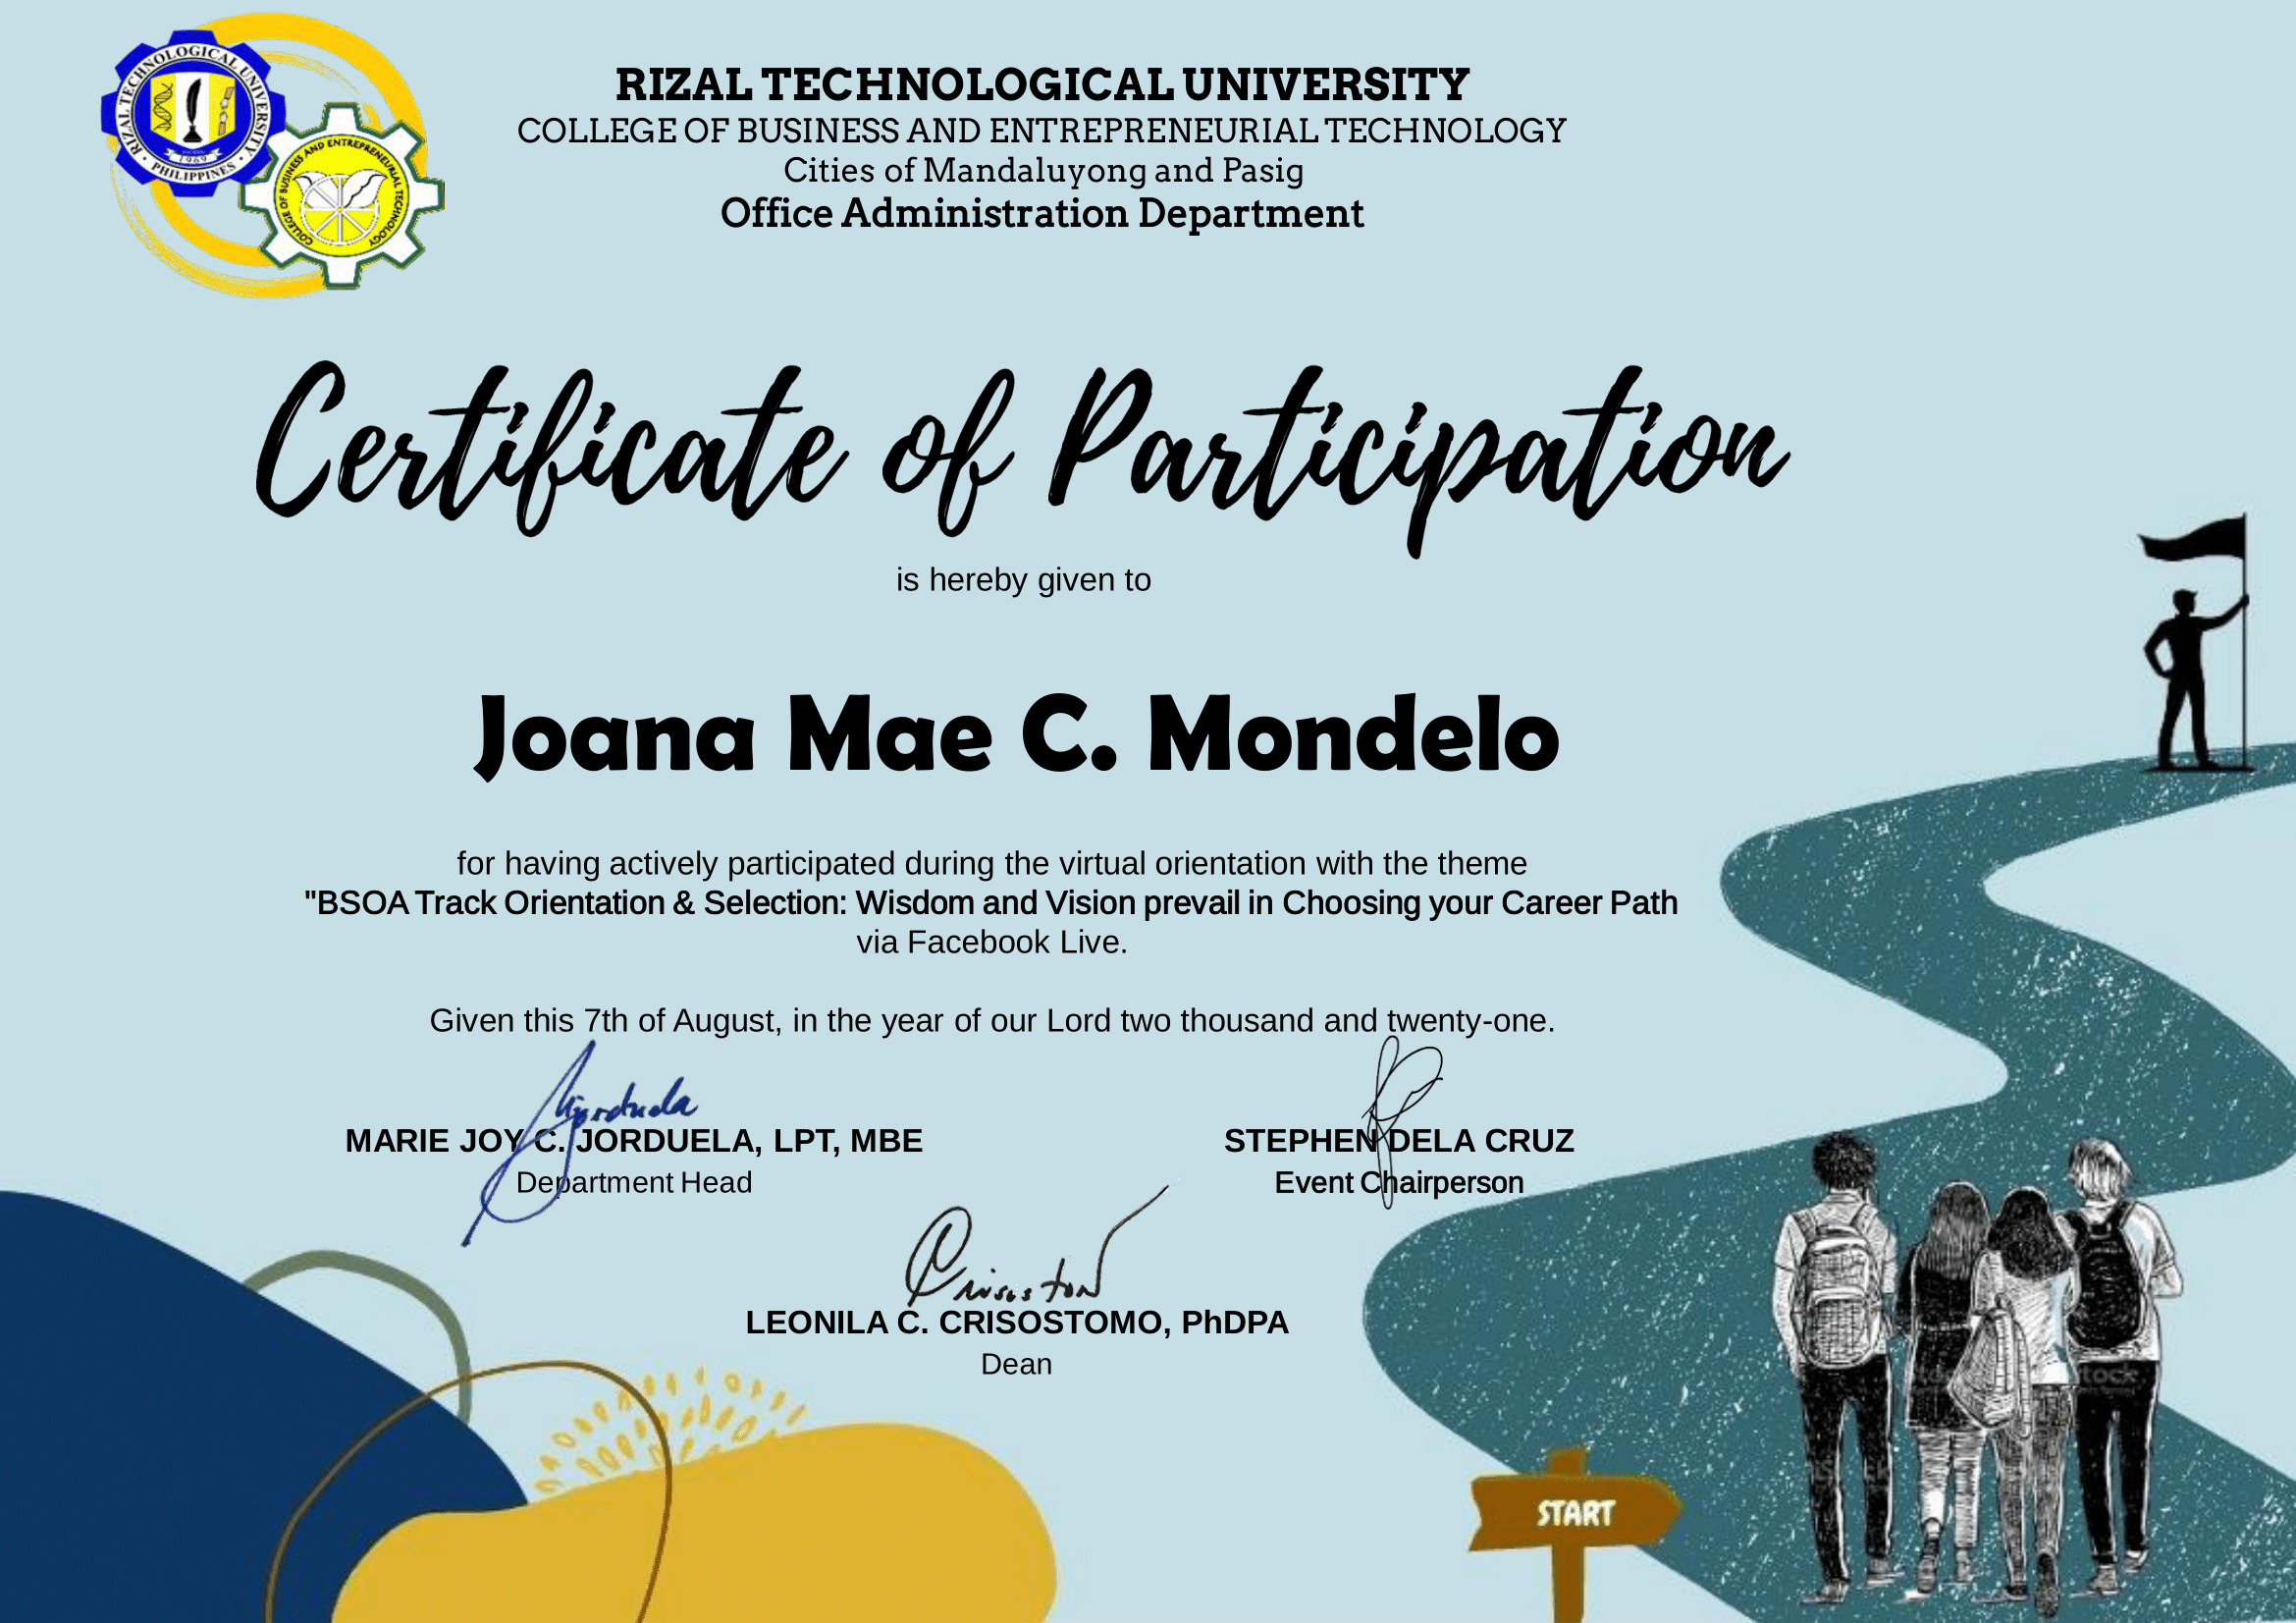 RIZAL TECHNOLOGICAL UNIVERSITY
COLLEGE OF BUSINESS AND ENTREPRENEURIAL TECHNOLOGY
Cities of Mandaluyong and Pasig
Office Administration Department
RIZAL TECHNOLOGICAL UNIVERSITY
1969
PHILIPPINES
COLLEGE OF BUSINESS AND ENTREPRENEURIAL TECHNOLOGY
Certificate of Participation
is hereby given to
Joana Mae C. Mondelo
for having actively participated during the virtual orientation with the theme
"BSOA Track Orientation & Selection: Wisdom and Vision prevail in Choosing your Career Path
via Facebook Live.
Given this 7th of August, in the year of our Lord two thousand and twenty-one.
MARIE JOY C. JORDUELA, LPT, MBE
Department Head
STEPHEN DELA CRUZ
Event Chairperson
LEONILA C. CRISOSTOMO, PhDPA
Dean
START